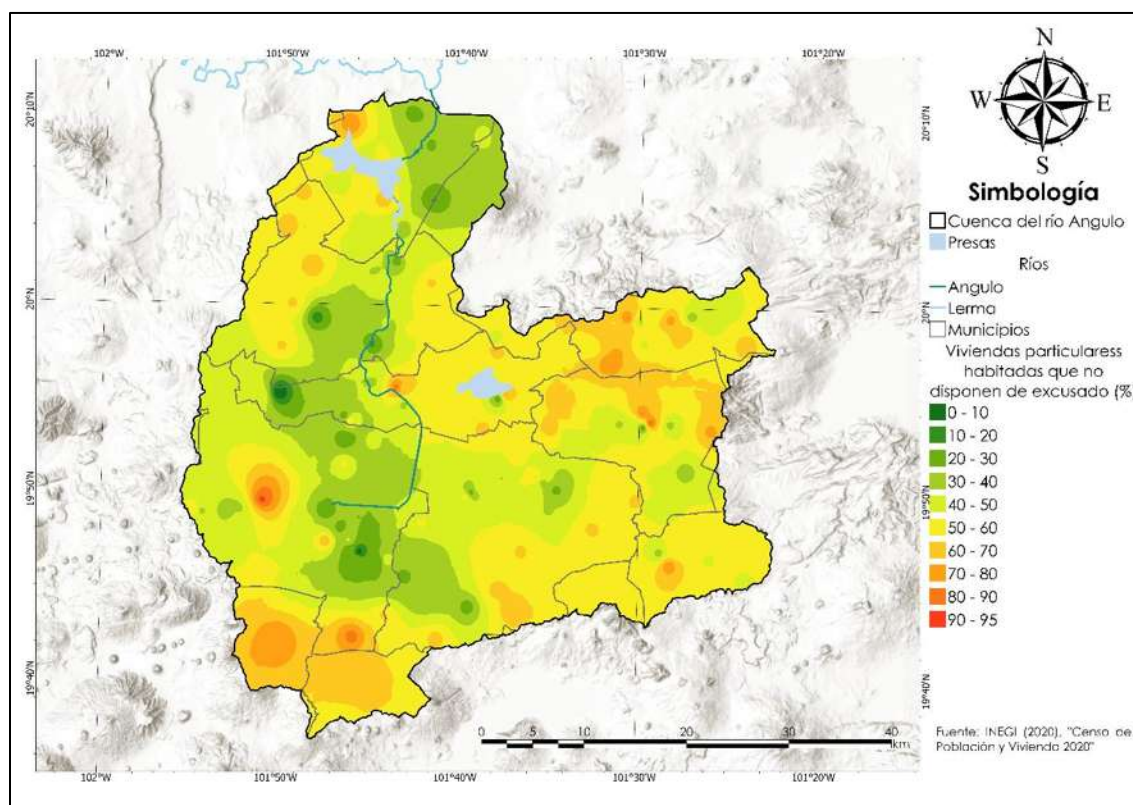 102°W 101°50'W 101°40'W 101°30'W 101°20'W
20°10'N 20°10'N
20°N 20°N
19°50'N 19°50'N
19°40'N 19°40'N
102°W 101°50'W 101°40'W 101°30'W 101°20'W
0 5 10 20 30 40
km
N
W E
S
Simbología
Cuenca del río Angulo
Presas
Ríos
Angulo
Lerma
Municipios
Viviendas particularess
habitadas que no
disponen de excusado (%)
0 - 10
10 - 20
20 - 30
30 - 40
40 - 50
50 - 60
60 - 70
70 - 80
80 - 90
90 - 95
Fuente: INEGI (2020), "Censo de
Población y Vivienda 2020"